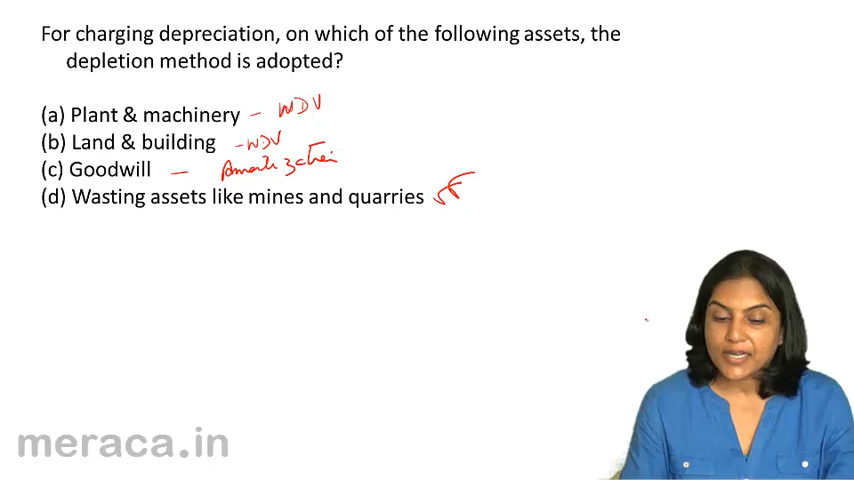 For charging depreciation, on which of the following assets, the
depletion method is adopted?
(a) Plant & machinery – WDV
(b) Land & building – WDV
(c) Goodwill – Amortization
(d) Wasting assets like mines and quarries
meraca.in